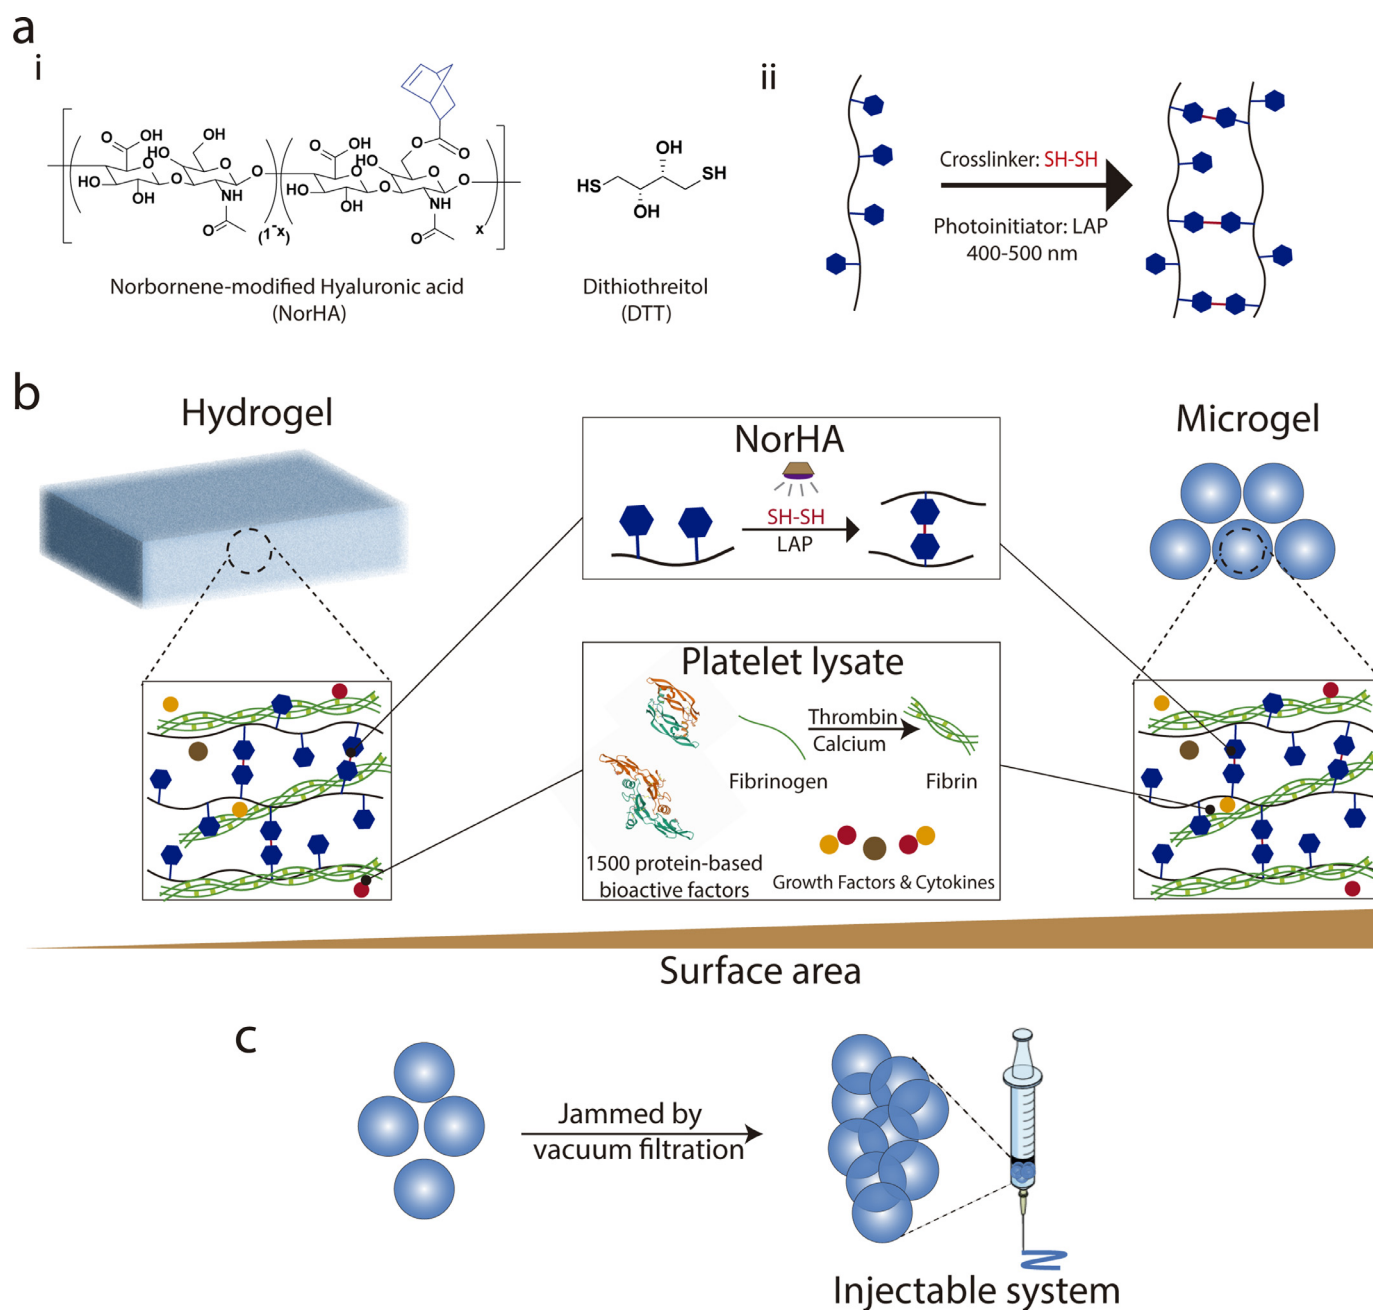 a
i
ii
OH
O
OH
OH
O
O
O
O
HO
HO
OH
NH
O
(1-x)
O
O
O
OH
HO
O
O
O
O
HO
OH
NH
O
x
OH
SH
HS
OH
Norbornene-modified Hyaluronic acid
(NorHA)
Dithiothreitol
(DTT)
Crosslinker: SH-SH
Photoinitiator: LAP
400-500 nm
b
Hydrogel
NorHA
SH-SH
LAP
Microgel
Platelet lysate
Thrombin
Calcium
Fibrinogen
Fibrin
1500 protein-based
bioactive factors
Growth Factors & Cytokines
Surface area
c
Jammed by
vacuum filtration
Injectable system